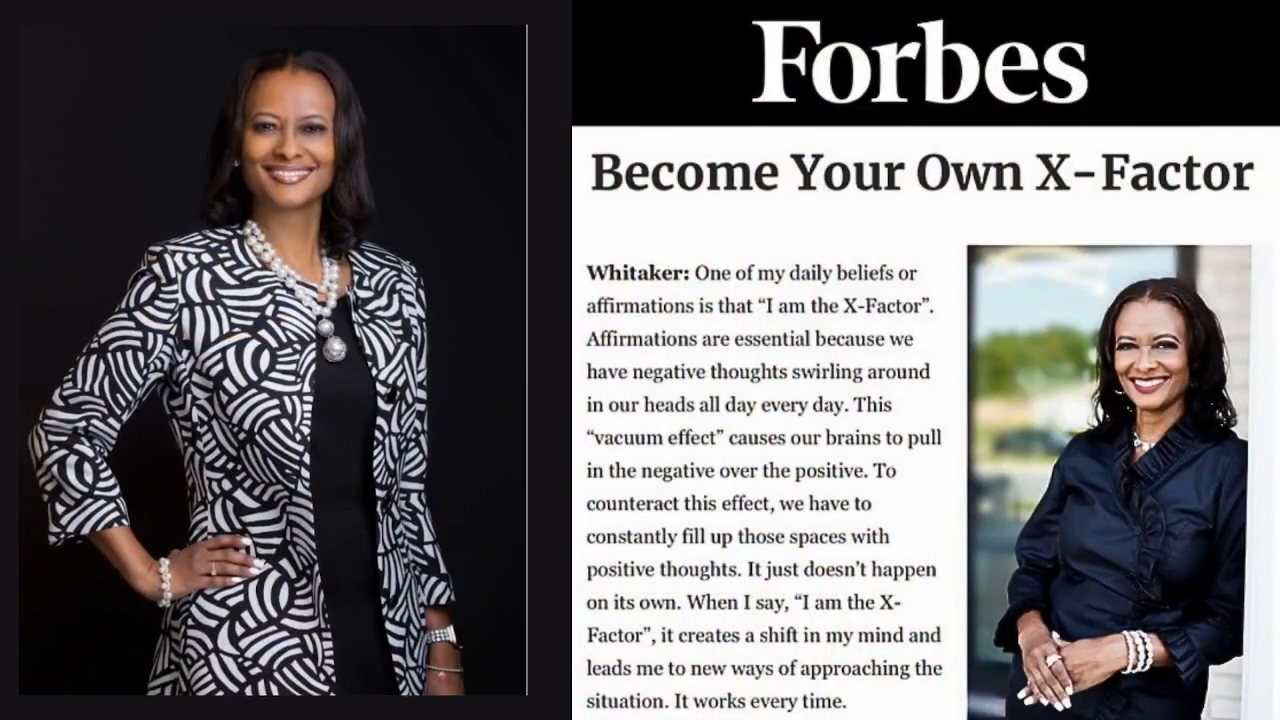 Forbes
Become Your Own X-Factor
Whitaker: One of my daily beliefs or
affirmations is that “I am the X-Factor”.
Affirmations are essential because we
have negative thoughts swirling around
in our heads all day every day. This
“vacuum effect” causes our brains to pull
in the negative over the positive. To
counteract this effect, we have to
constantly fill up those spaces with
positive thoughts. It just doesn’t happen
on its own. When I say, “I am the X-
Factor”, it creates a shift in my mind and
leads me to new ways of approaching the
situation. It works every time.